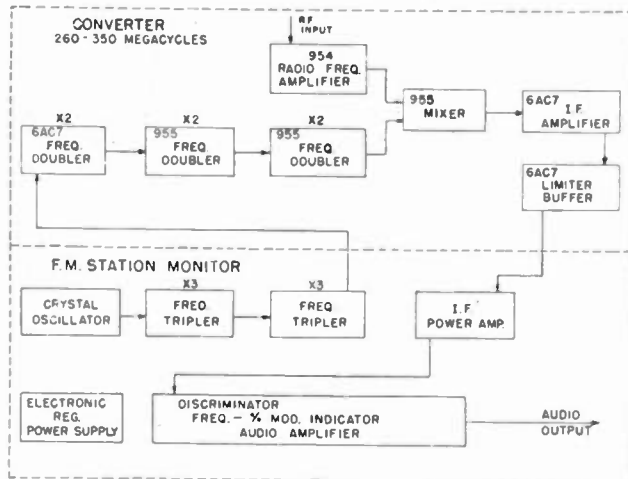 CONVERTER
260-350 MEGACYCLES
RF
INPUT
954
RADIO FREQ.
AMPLIFIER
X2
6AC7
FREQ.
DOUBLER
X2
955
FREQ.
DOUBLER
X2
955
FREQ.
DOUBLER
955
MIXER
6AC7
I.F.
AMPLIFIER
6AC7
LIMITER
BUFFER
F.M. STATION MONITOR
CRYSTAL
OSCILLATOR
X3
FREQ.
TRIPLER
X3
FREQ.
TRIPLER
I.F.
POWER AMP.
ELECTRONIC
REG.
POWER SUPPLY
DISCRIMINATOR
FREQ.- % MOD. INDICATOR
AUDIO AMPLIFIER
AUDIO
OUTPUT